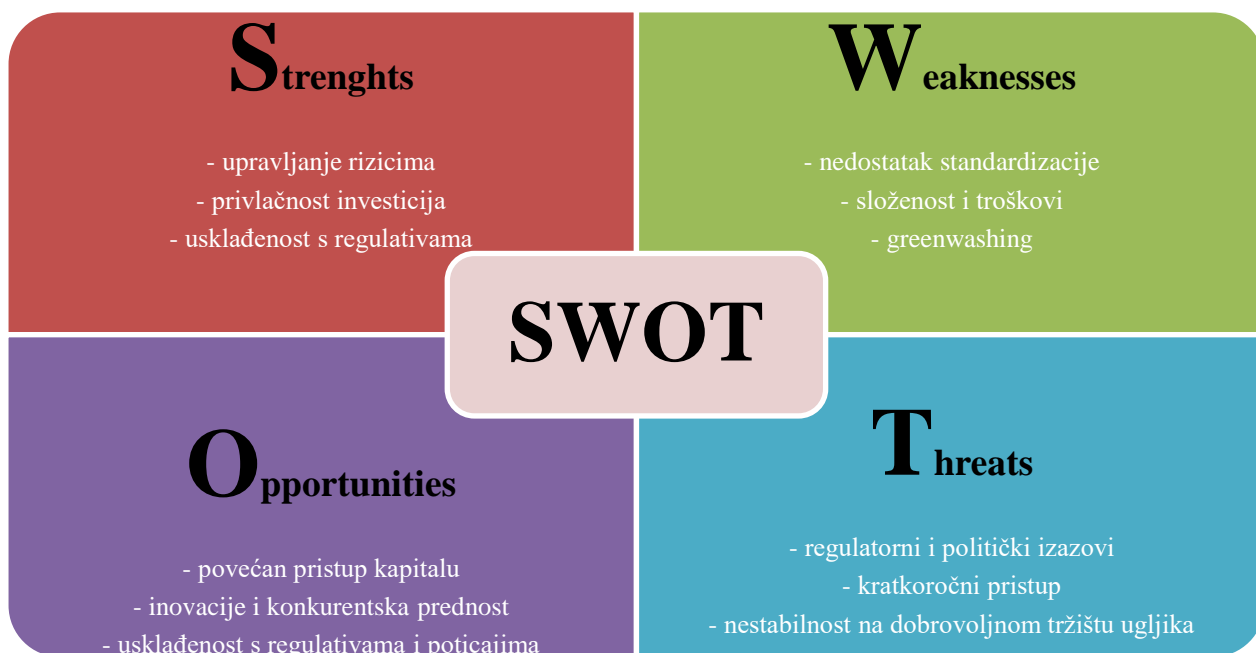 Strenghts
- upravljanje rizicima
- privlačnost investicija
- usklađenost s regulativama
Weaknesses
- nedostatak standardizacije
- složenost i troškovi
- greenwashing
SWOT
Opportunities
- povećan pristup kapitalu
- inovacije i konkurentska prednost
- usklađenost s regulativama i poticajima
Threats
- regulatorni i politički izazovi
- kratkoročni pristup
- nestabilnost na dobrovoljnom tržištu ugljika